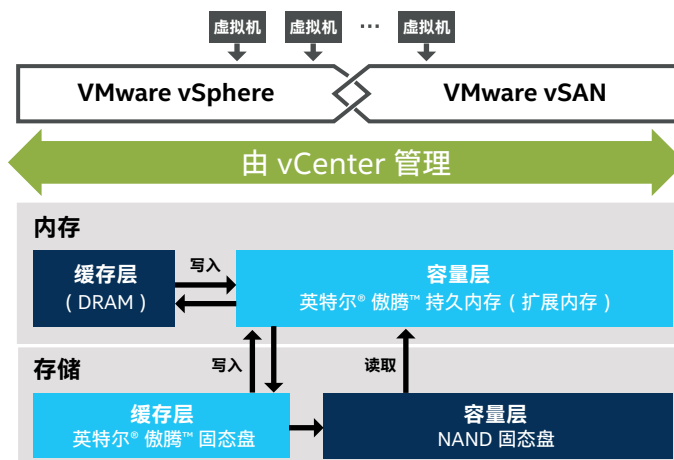 虚拟机 虚拟机 … 虚拟机
VMware vSphere VMware vSAN
由 vCenter 管理
内存
缓存层
（DRAM）
写入
容量层
英特尔® 傲腾™ 持久内存（扩展内存）
写入
读取
存储
缓存层
英特尔® 傲腾™ 固态盘
容量层
NAND 固态盘